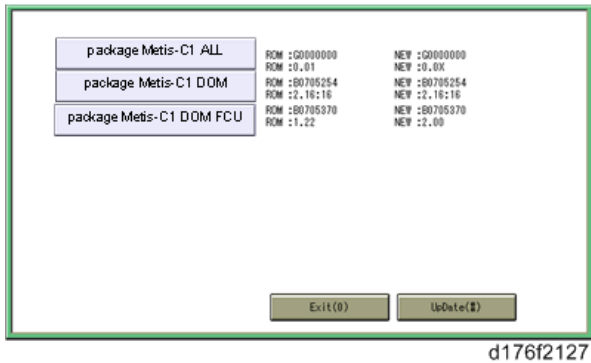 package Metis-C1 ALL
ROM :G0000000 NEW :G0000000
ROM :0.01 NEW :0.0X
package Metis-C1 DOM
ROM :B0705254 NEW :B0705254
ROM :2.16:16 NEW :2.16:16
package Metis-C1 DOM FCU
ROM :B0705370 NEW :B0705370
ROM :1.22 NEW :2.00
Exit(0) UpDate(#)
d176f2127